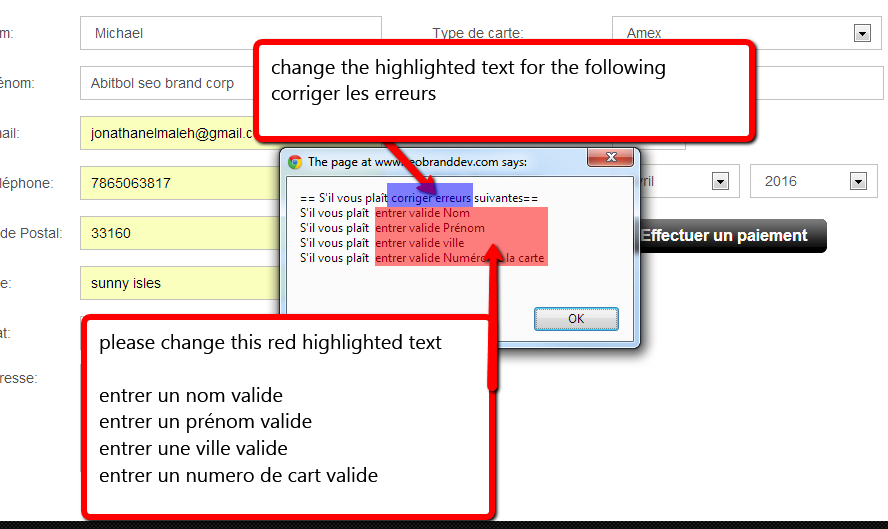 m:
Michael
Type de carte:
Amex
énom:
Abitbol seo brand corp
change the highlighted text for the following
corriger les erreurs
ail:
jonathanelmaleh@gmail.c
The page at www.seobranddev.com says:
léphone:
7865063817
ril
2016
== S'il vous plaît corriger erreurs suivantes==
S'il vous plaît entrer valide Nom
S'il vous plaît entrer valide Prénom
S'il vous plaît entrer valide ville
S'il vous plaît entrer valide Numéro la carte
de Postal:
33160
Effectuer un paiement
e:
sunny isles
OK
at:
please change this red highlighted text
entrer un nom valide
entrer un prénom valide
entrer une ville valide
entrer un numero de cart valide
resse: